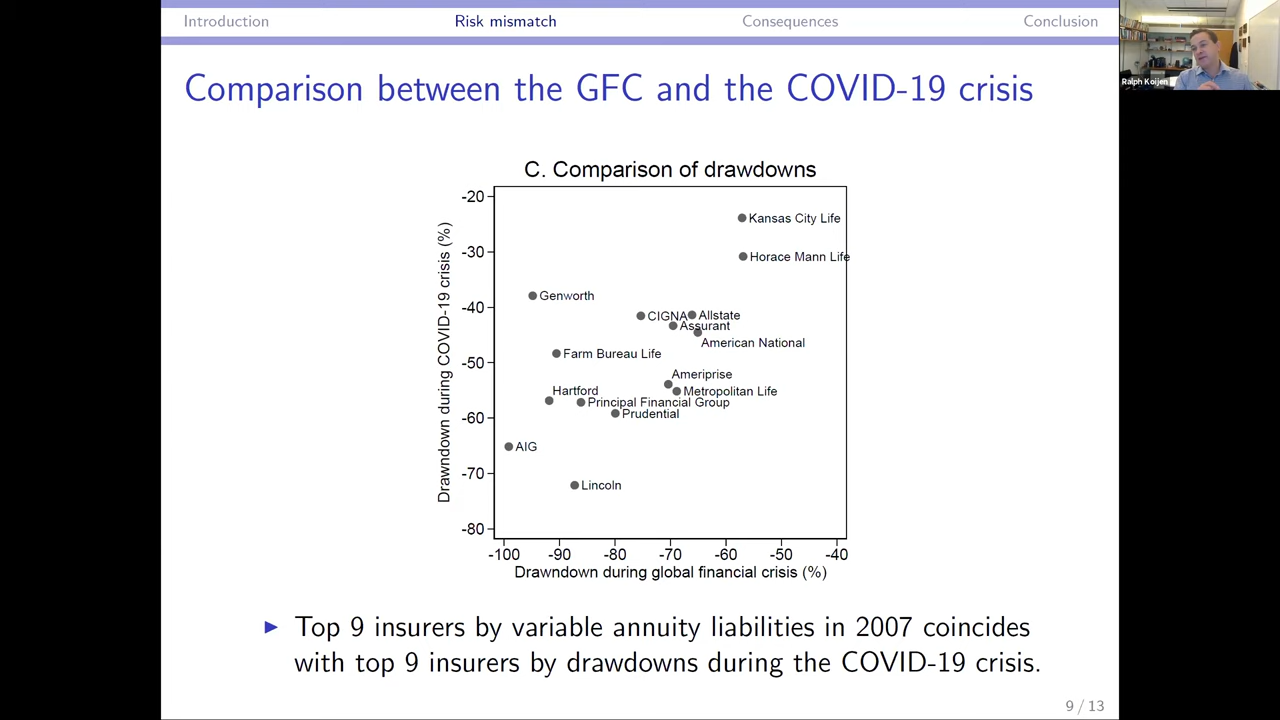 Introduction Risk mismatch Consequences Conclusion
Ralph Koijen
Comparison between the GFC and the COVID-19 crisis
C. Comparison of drawdowns
Drawndown during COVID-19 crisis (%)
-20
-30
-40
-50
-60
-70
-80
Kansas City Life
Horace Mann Life
Genworth
CIGNA
Allstate
Assurant
American National
Farm Bureau Life
Ameriprise
Hartford
Metropolitan Life
Principal Financial Group
Prudential
AIG
Lincoln
-100 -90 -80 -70 -60 -50 -40
Drawndown during global financial crisis (%)
Top 9 insurers by variable annuity liabilities in 2007 coincides
with top 9 insurers by drawdowns during the COVID-19 crisis.
9 / 13